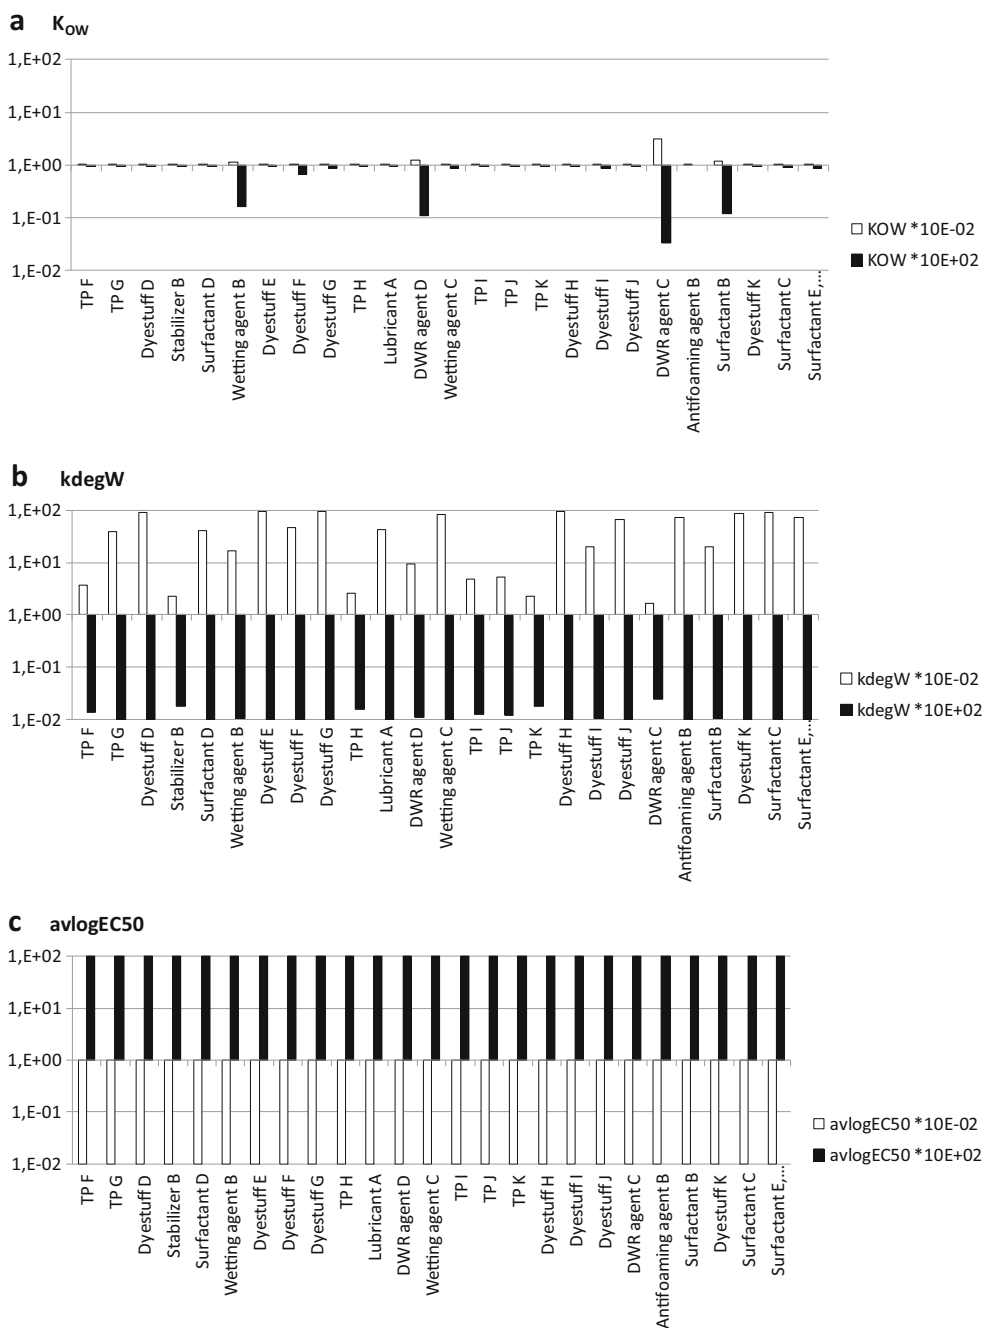 a K_OW
1,E+02
1,E+01
1,E+00
1,E-01
1,E-02
KOW *10E-02
KOW *10E+02
TP F
TP G
Dyestuff D
Stabilizer B
Surfactant D
Wetting agent B
Dyestuff E
Dyestuff F
Dyestuff G
TP H
Lubricant A
DWR agent D
Wetting agent C
TP I
TP J
TP K
Dyestuff H
Dyestuff I
Dyestuff J
DWR agent C
Antifoaming agent B
Surfactant B
Dyestuff K
Surfactant C
Surfactant E,...
b kdegW
1,E+02
1,E+01
1,E+00
1,E-01
1,E-02
kdegW *10E-02
kdegW *10E+02
TP F
TP G
Dyestuff D
Stabilizer B
Surfactant D
Wetting agent B
Dyestuff E
Dyestuff F
Dyestuff G
TP H
Lubricant A
DWR agent D
Wetting agent C
TP I
TP J
TP K
Dyestuff H
Dyestuff I
Dyestuff J
DWR agent C
Antifoaming agent B
Surfactant B
Dyestuff K
Surfactant C
Surfactant E,...
c avlogEC50
1,E+02
1,E+01
1,E+00
1,E-01
1,E-02
avlogEC50 *10E-02
avlogEC50 *10E+02
TP F
TP G
Dyestuff D
Stabilizer B
Surfactant D
Wetting agent B
Dyestuff E
Dyestuff F
Dyestuff G
TP H
Lubricant A
DWR agent D
Wetting agent C
TP I
TP J
TP K
Dyestuff H
Dyestuff I
Dyestuff J
DWR agent C
Antifoaming agent B
Surfactant B
Dyestuff K
Surfactant C
Surfactant E,...